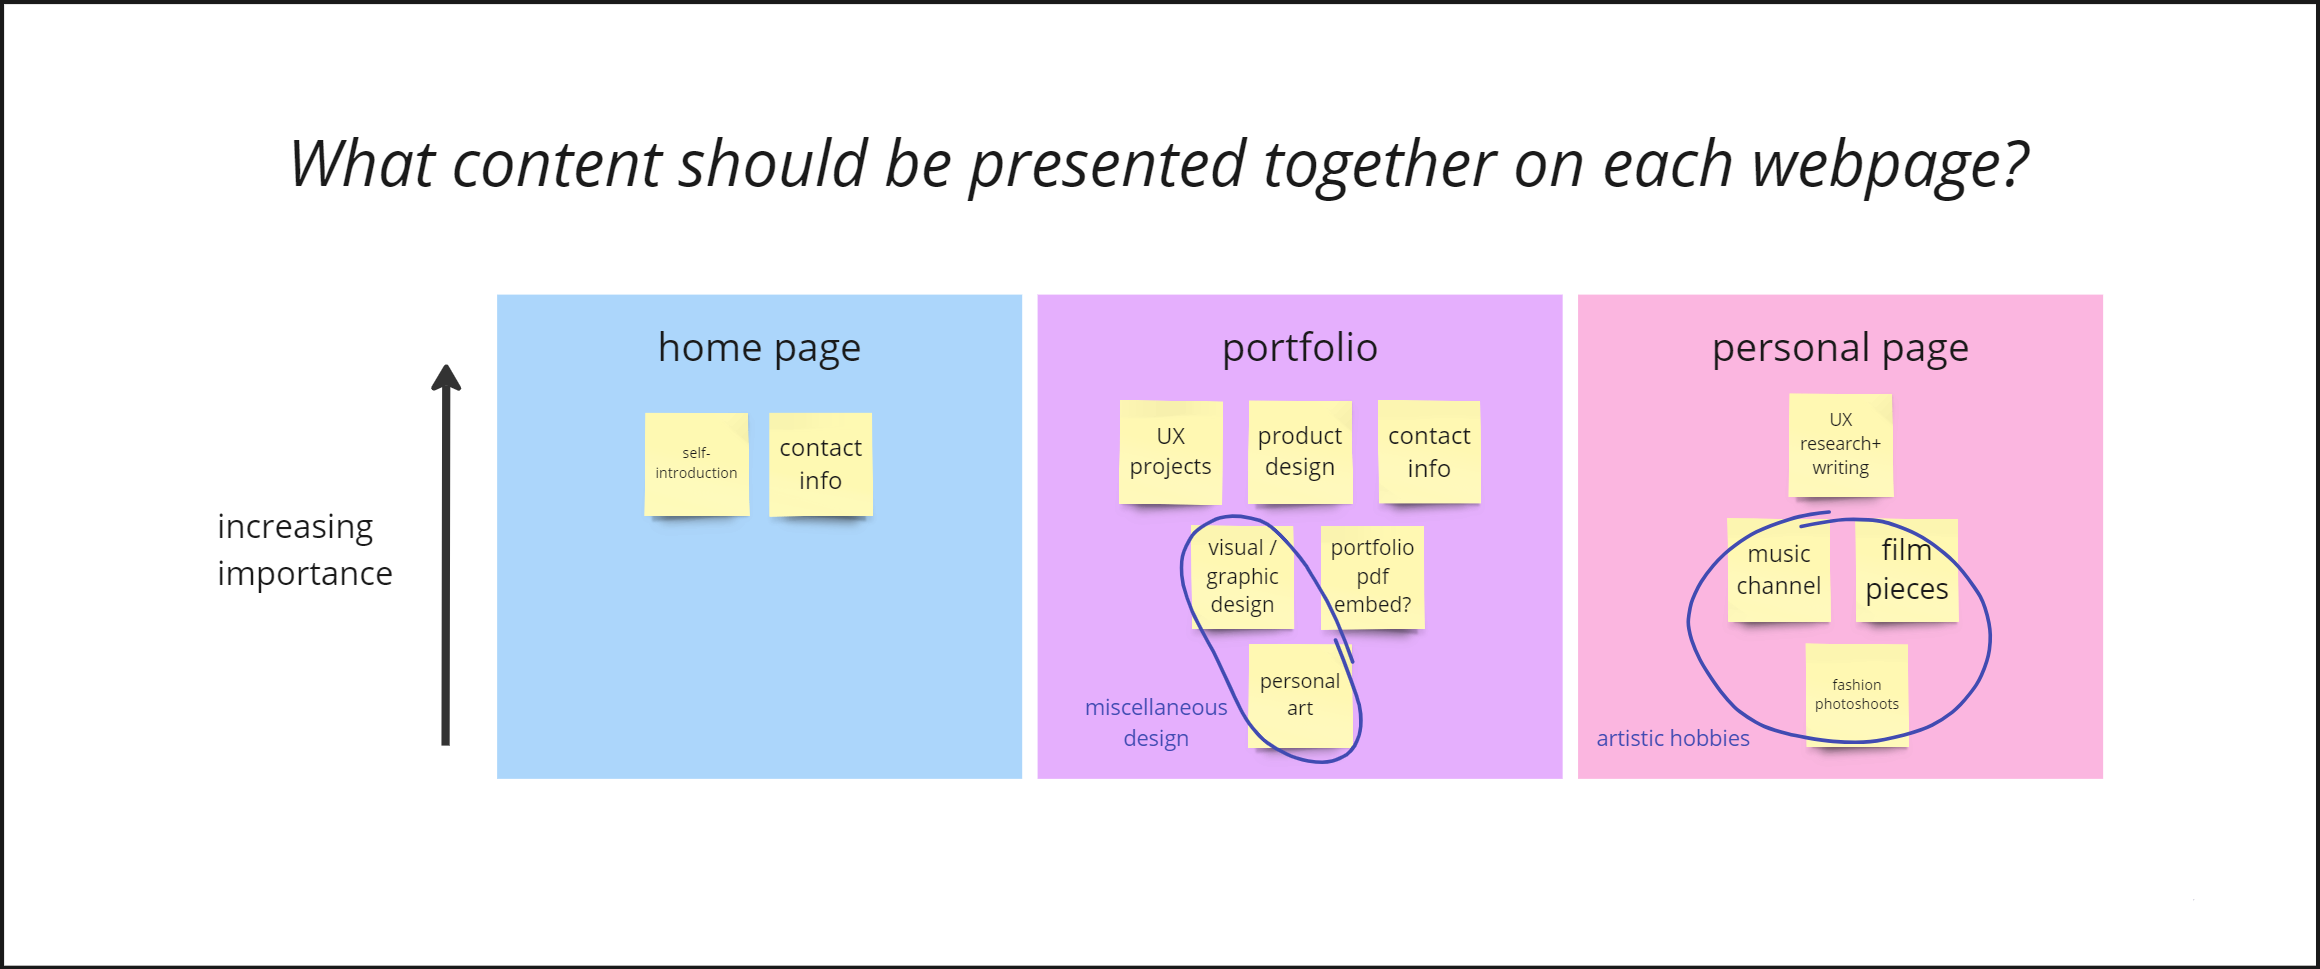 What content should be presented together on each webpage?
increasing
importance
home page
self-
introduction
contact
info
portfolio
UX
projects
product
design
contact
info
visual /
graphic
design
portfolio
pdf
embed?
personal
art
miscellaneous
design
personal page
UX
research+
writing
music
channel
film
pieces
fashion
photoshoots
artistic hobbies